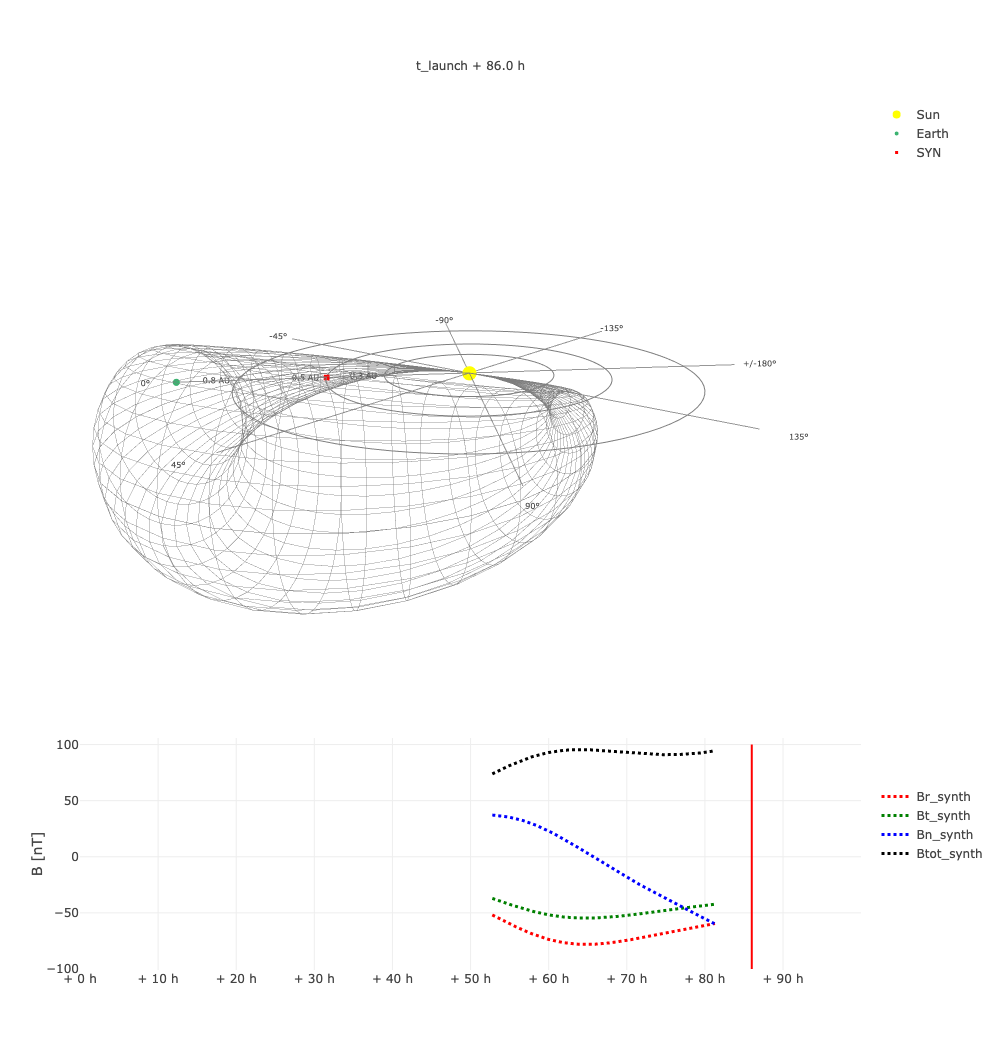 t_launch + 86.0 h
Sun
Earth
SYN
-90°
-135°
-45°
+/-180°
0°
0.8 AU
0.5 AU
0.3 AU
135°
45°
90°
100
50
0
−50
−100
B [nT]
+ 0 h
+ 10 h
+ 20 h
+ 30 h
+ 40 h
+ 50 h
+ 60 h
+ 70 h
+ 80 h
+ 90 h
Br_synth
Bt_synth
Bn_synth
Btot_synth